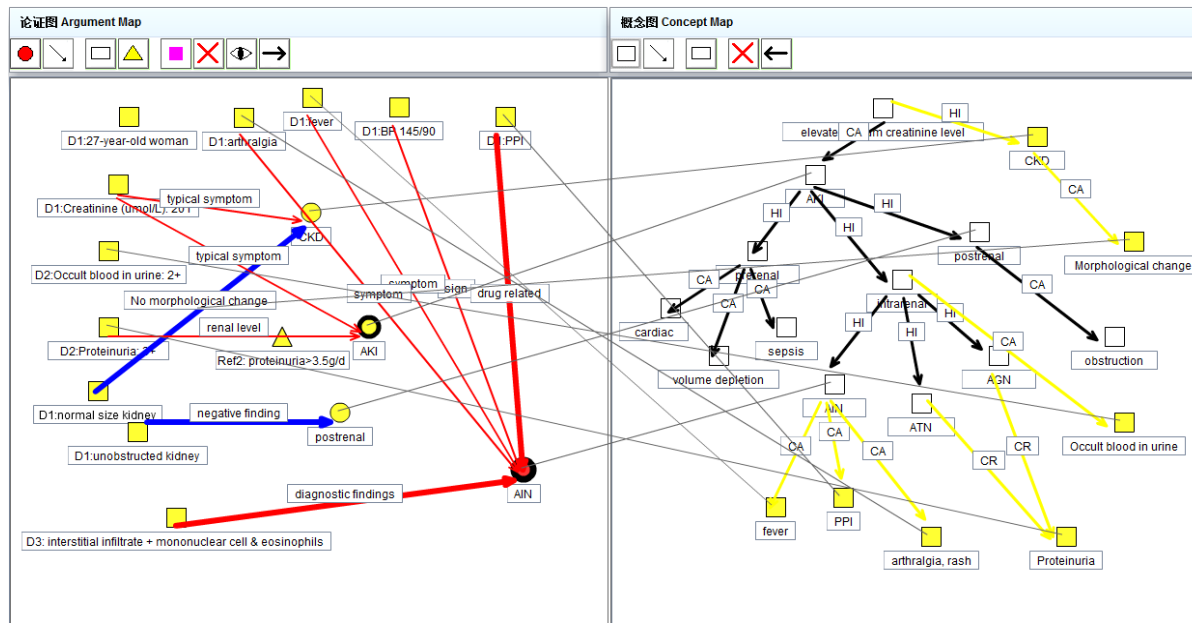 论证图 Argument Map
概念图 Concept Map
D1:27-year-old woman
D1:arthralgia
D1:fever
D1:BP 145/90
D1:PPI
D1:Creatinine (umol/L): 201
typical symptom
CKD
D2:Occult blood in urine: 2+
typical symptom
No morphological change
symptom
symptom
sign
drug related
renal level
AKI
D2:Proteinuria:
Ref2: proteinuria>3.5g/d
D1:normal size kidney
negative finding
postrenal
D1:unobstructed kidney
AIN
diagnostic findings
D3: interstitial infiltrate + mononuclear cell & eosinophils
HI
CA
creatinine level
CKD
CA
AKI
HI
HI
HI
postrenal
Morphological change
prerenal
CA
CA
CA
CA
intrarenal
HI
HI
HI
CA
cardiac
sepsis
volume depletion
AGN
obstruction
AIN
ATN
CA
CA
CA
CR
CR
Occult blood in urine
fever
PPI
arthralgia, rash
Proteinuria